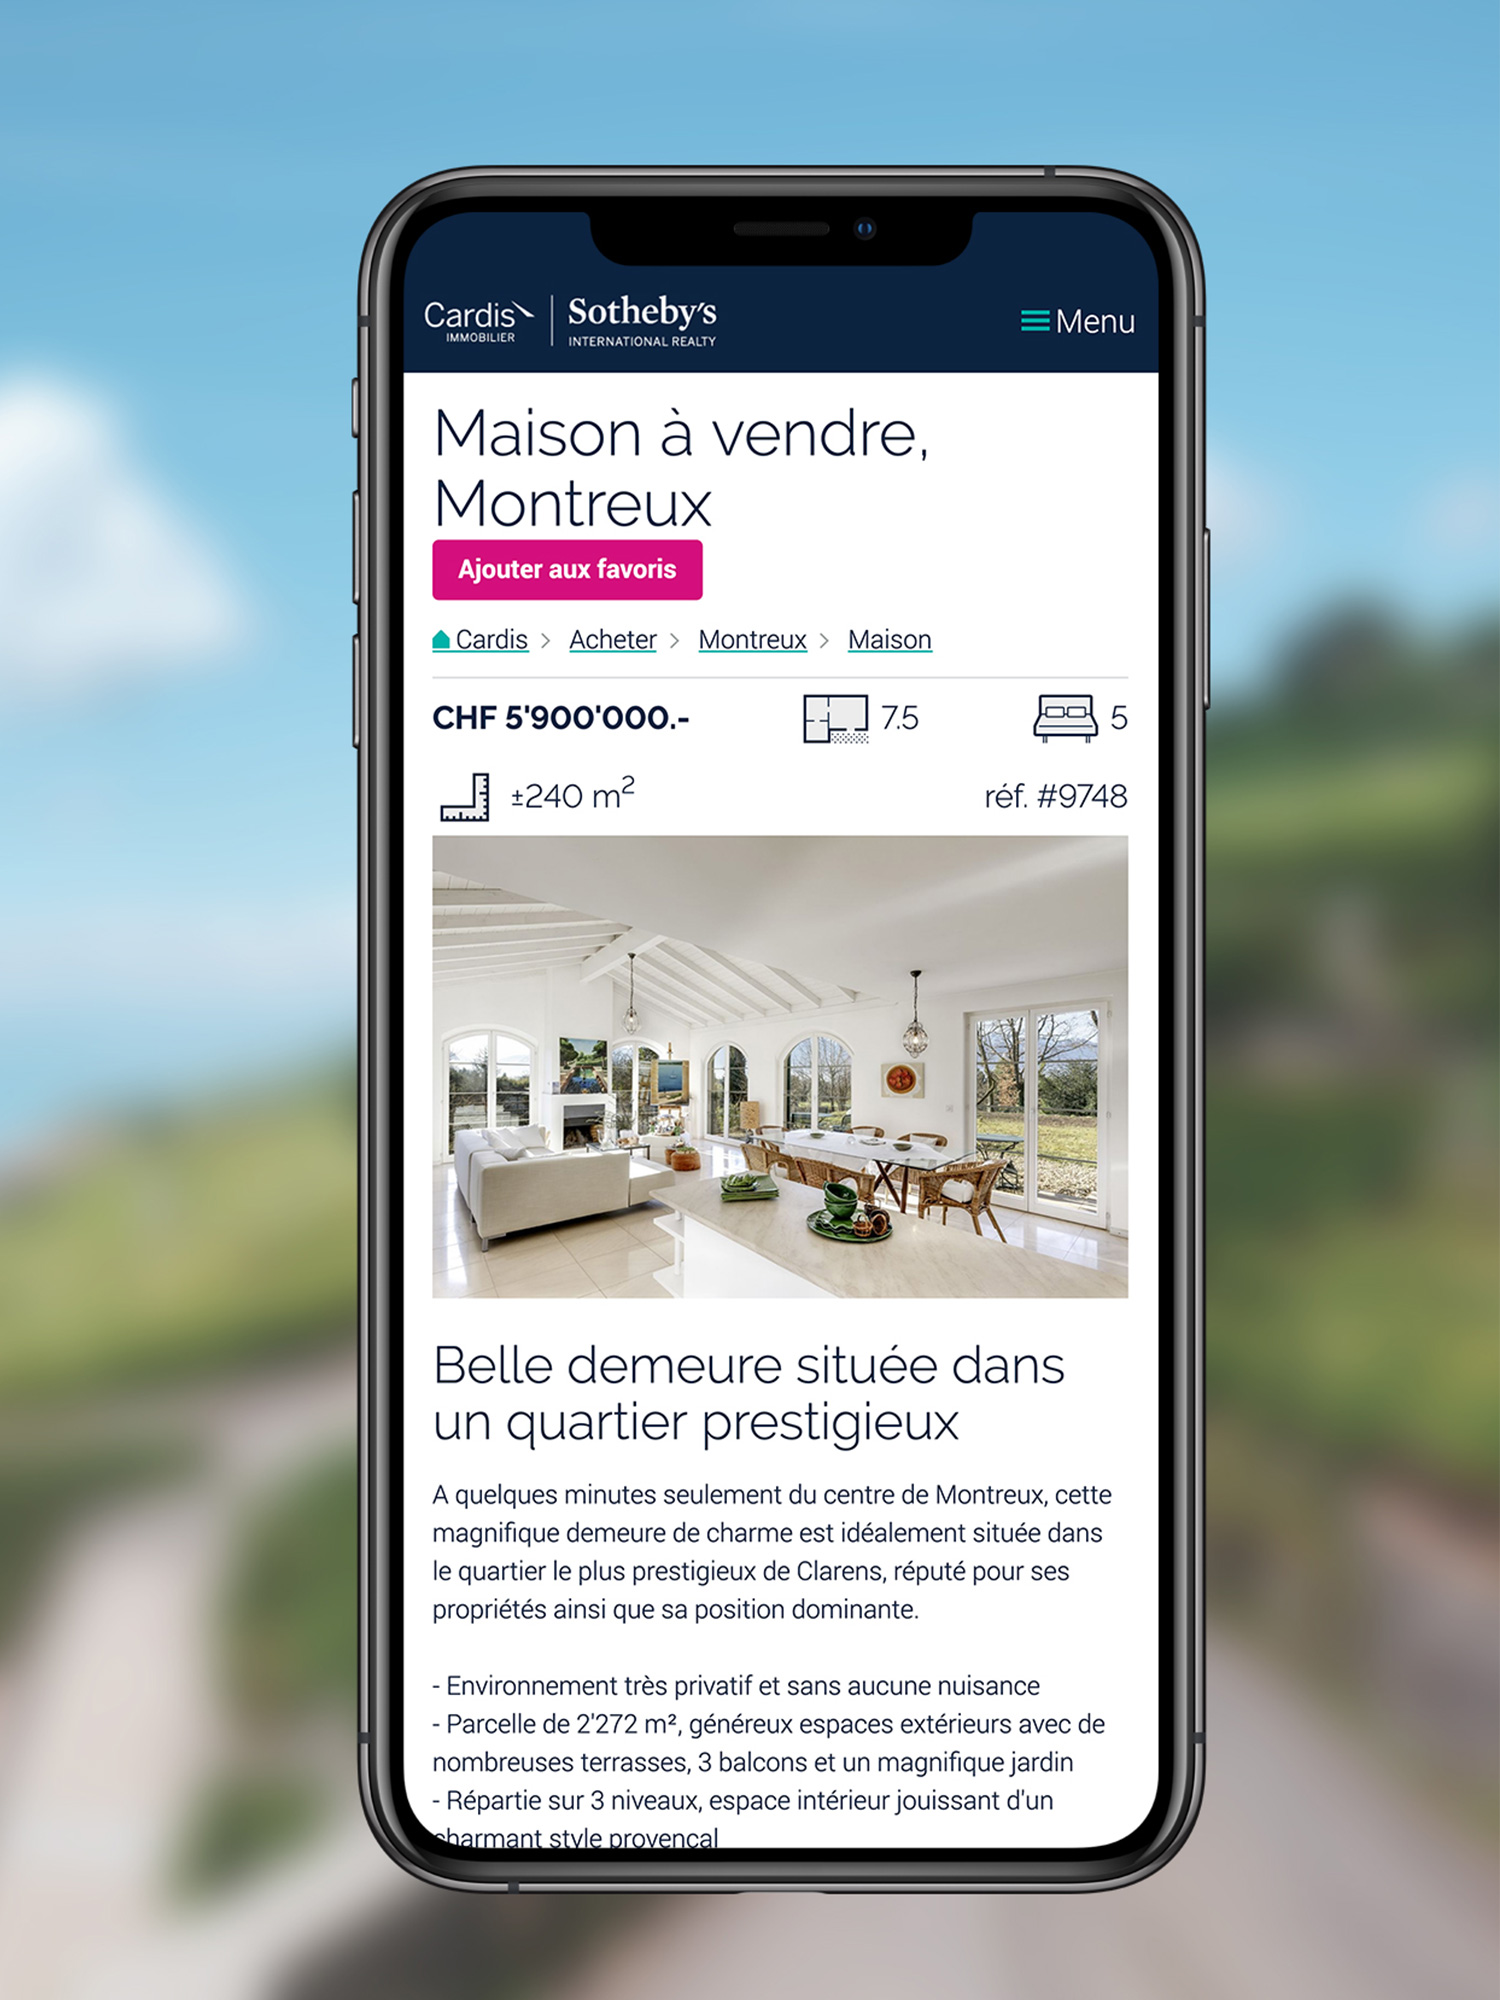 Cardis
IMMOBILIER
Sotheby's
INTERNATIONAL REALTY
Menu
Maison à vendre,
Montreux
Ajouter aux favoris
Cardis > Acheter > Montreux > Maison
CHF 5'900'000.- 7.5 5
±240 m² réf. #9748
Belle demeure située dans
un quartier prestigieux
A quelques minutes seulement du centre de Montreux, cette
magnifique demeure de charme est idéalement située dans
le quartier le plus prestigieux de Clarens, réputé pour ses
propriétés ainsi que sa position dominante.
- Environnement très privatif et sans aucune nuisance
- Parcelle de 2'272 m², généreux espaces extérieurs avec de
nombreuses terrasses, 3 balcons et un magnifique jardin
- Répartie sur 3 niveaux, espace intérieur jouissant d'un
charmant style provençal